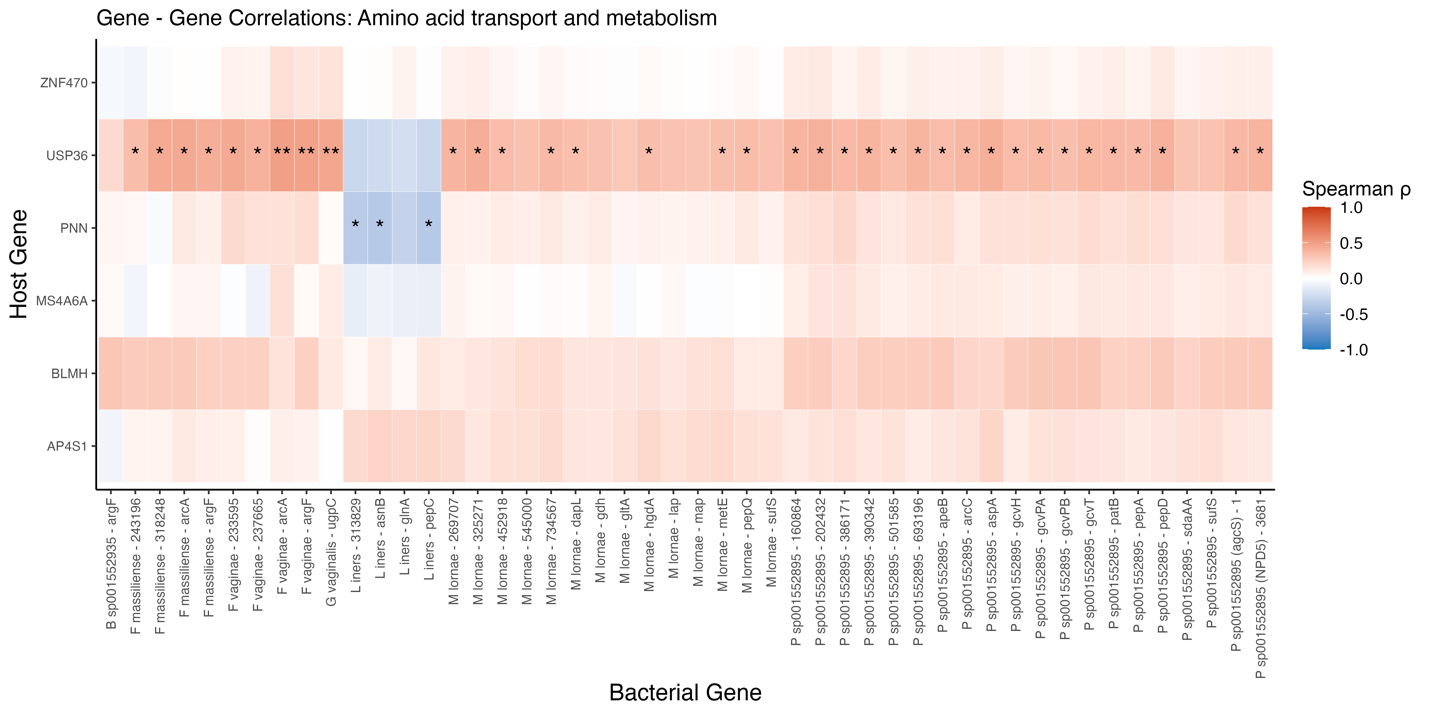 Gene - Gene Correlations: Amino acid transport and metabolism
Host Gene
ZNF470
USP36
* * * * * * ** ** ** * * * * * * * * * * * * * * * * * * * * * * * * * *
PNN
* * *
MS4A6A
BLMH
AP4S1
B sp001552935 - argF
F massiliense - 243196
F massiliense - 318248
F massiliense - arcA
F massiliense - argF
F vaginae - 233595
F vaginae - 237665
F vaginae - arcA
F vaginae - argF
G vaginalis - ugpC
L iners - 313829
L iners - asnB
L iners - glnA
L iners - pepC
M lornae - 269707
M lornae - 325271
M lornae - 452918
M lornae - 545000
M lornae - 734567
M lornae - dapL
M lornae - gdh
M lornae - gltA
M lornae - hgdA
M lornae - lap
M lornae - map
M lornae - metE
M lornae - pepQ
M lornae - sufS
P sp001552895 - 160864
P sp001552895 - 202432
P sp001552895 - 386171
P sp001552895 - 390342
P sp001552895 - 501585
P sp001552895 - 693196
P sp001552895 - apeB
P sp001552895 - arcC
P sp001552895 - aspA
P sp001552895 - gcvH
P sp001552895 - gcvPA
P sp001552895 - gcvPB
P sp001552895 - gcvT
P sp001552895 - patB
P sp001552895 - pepA
P sp001552895 - pepD
P sp001552895 - sdaAA
P sp001552895 - sufS
P sp001552895 (agcS) - 1
P sp001552895 (NPD5) - 3681
Bacterial Gene
Spearman ρ
1.0
0.5
0.0
-0.5
-1.0